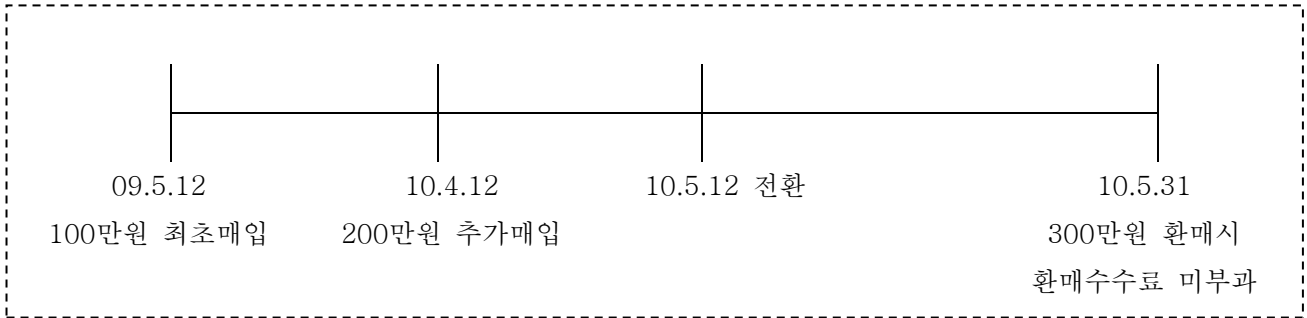 09.5.12
100만원 최초매입
10.4.12
200만원 추가매입
10.5.12 전환
10.5.31
300만원 환매시
환매수수료 미부과